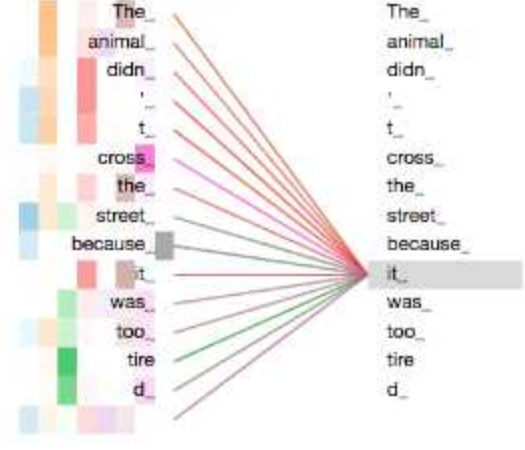 The_
animal_
didn_
'_
t_
cross_
the_
street_
because_
it_
was_
too_
tire
d_
The_
animal_
didn_
'_
t_
cross_
the_
street_
because_
it_
was_
too_
tire
d_